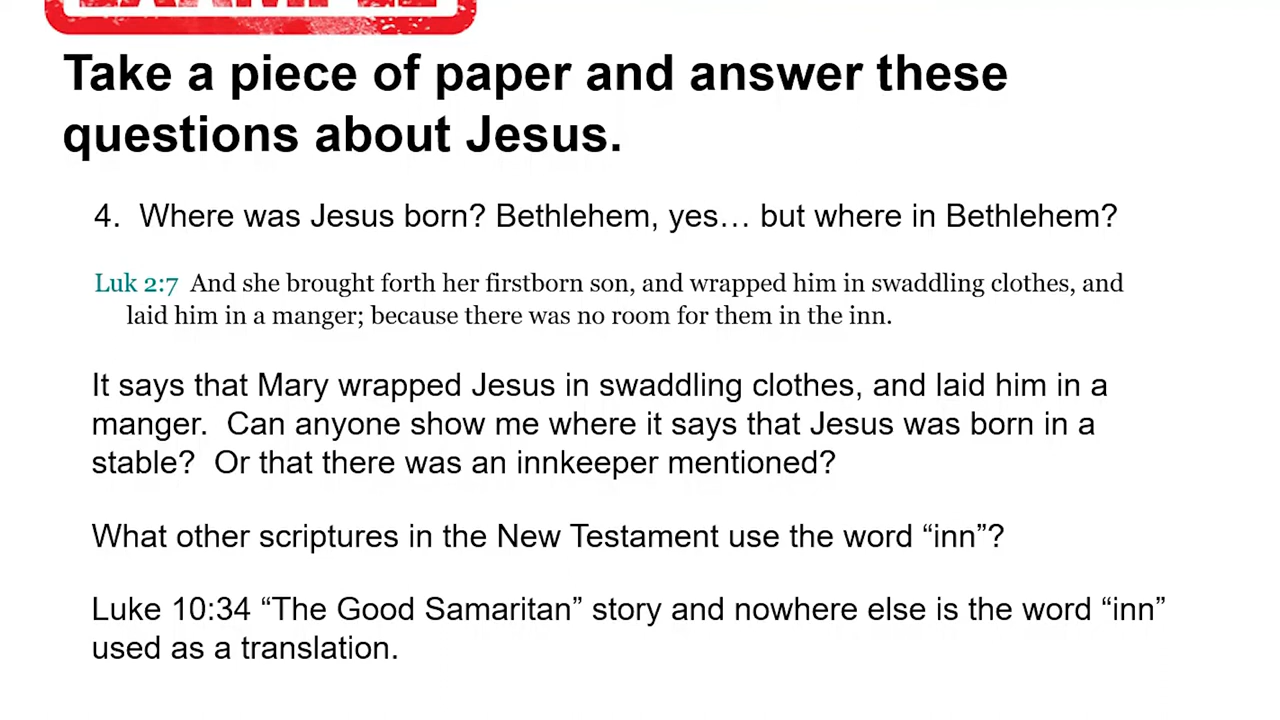 Take a piece of paper and answer these
questions about Jesus.
4. Where was Jesus born? Bethlehem, yes… but where in Bethlehem?
Luk 2:7 And she brought forth her firstborn son, and wrapped him in swaddling clothes, and
laid him in a manger; because there was no room for them in the inn.
It says that Mary wrapped Jesus in swaddling clothes, and laid him in a
manger. Can anyone show me where it says that Jesus was born in a
stable? Or that there was an innkeeper mentioned?
What other scriptures in the New Testament use the word “inn”?
Luke 10:34 “The Good Samaritan” story and nowhere else is the word “inn”
used as a translation.